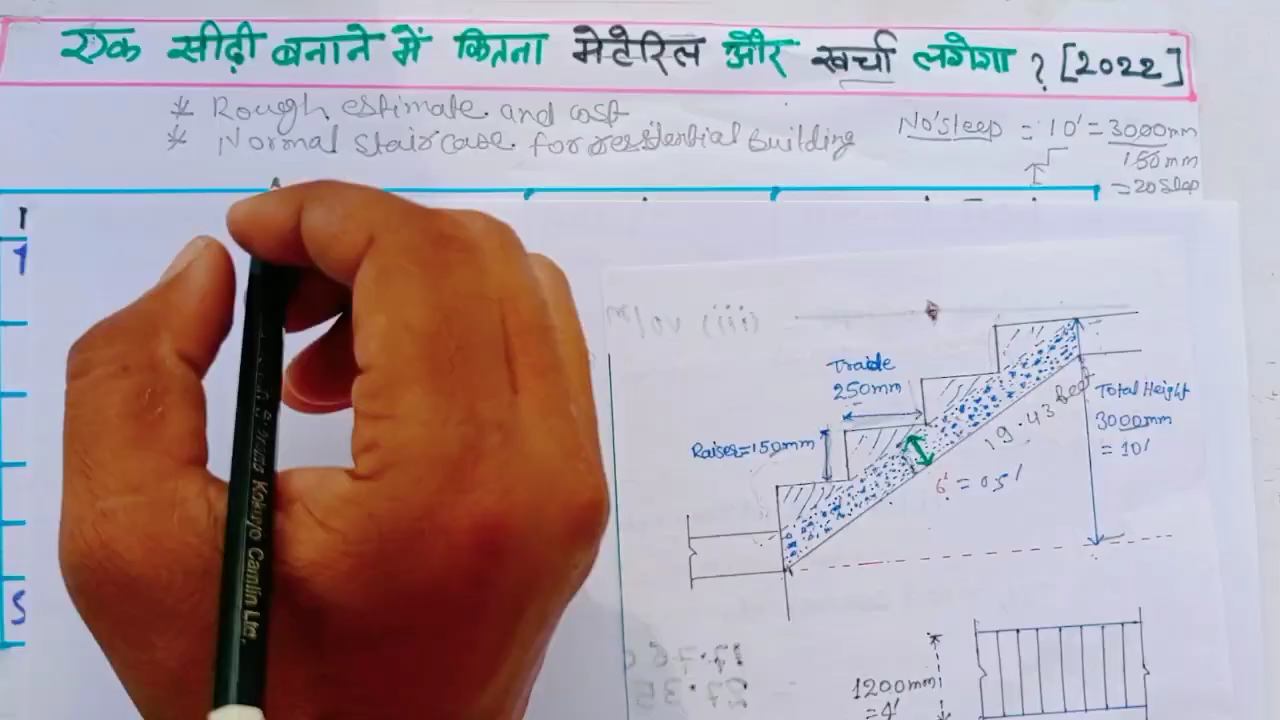 एक सीढ़ी बनाने में कितना मेटेरिल और खर्चा लगेगा ? [2022]
* Rough estimate and cost
* Normal staircase for residential building
No'sleep = 10' = 3000mm
150mm
= 20 Slep
Traide
250mm
Raiser=150mm
19.43 feet
6' = 0.5'
Total Height
3000mm
= 10'
1200mm
=4'
Kokuyo Camlin Ltd.